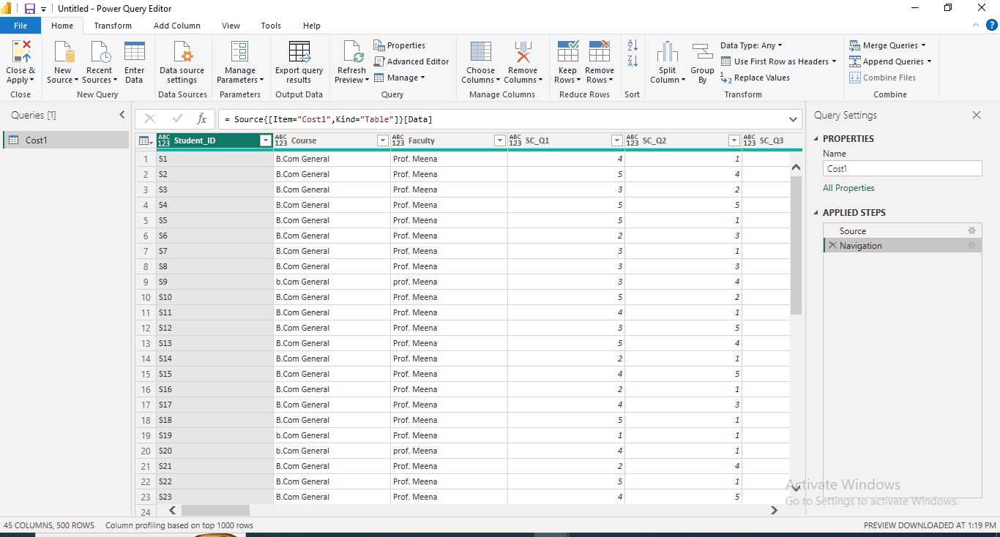 Untitled - Power Query Editor
File Home Transform Add Column View Tools Help
Close & Apply
New Source
Recent Sources
Enter Data
Data source settings
Manage Parameters
Export query results
Refresh Preview
Properties
Advanced Editor
Manage
Choose Columns
Remove Columns
Keep Rows
Remove Rows
Split Column
Group By
Data Type: Any
Use First Row as Headers
Replace Values
Merge Queries
Append Queries
Combine Files
Close New Query Data Sources Parameters Output Data Query Manage Columns Reduce Rows Sort Transform Combine
Queries [1]
Cost1
= Source{[Item="Cost1",Kind="Table"]}[Data]
ABC 123 Student_ID ABC 123 Course ABC 123 Faculty ABC 123 SC_Q1 ABC 123 SC_Q2 ABC 123 SC_Q3
1 S1 B.Com General Prof. Meena 4 1
2 S2 B.Com General Prof. Meena 5 4
3 S3 B.Com General Prof. Meena 3 2
4 S4 B.Com General Prof. Meena 5 5
5 S5 B.Com General Prof. Meena 5 1
6 S6 B.Com General Prof. Meena 2 3
7 S7 B.Com General Prof. Meena 3 1
8 S8 B.Com General Prof. Meena 3 3
9 S9 b.Com General prof. Meena 3 4
10 S10 B.Com General Prof. Meena 5 2
11 S11 B.Com General Prof. Meena 4 1
12 S12 B.Com General Prof. Meena 3 5
13 S13 B.Com General Prof. Meena 5 4
14 S14 B.Com General Prof. Meena 2 1
15 S15 B.Com General Prof. Meena 4 5
16 S16 B.Com General Prof. Meena 2 1
17 S17 B.Com General Prof. Meena 4 3
18 S18 B.Com General Prof. Meena 5 1
19 S19 b.Com General Prof. Meena 1 1
20 S20 b.Com General prof. Meena 4 1
21 S21 B.Com General Prof. Meena 2 4
22 S22 B.Com General Prof. Meena 5 1
23 S23 B.Com General Prof. Meena 4 5
24
Query Settings
PROPERTIES
Name
Cost1
All Properties
APPLIED STEPS
Source
Navigation
Activate Windows
Go to Settings to activate Windows.
45 COLUMNS, 500 ROWS Column profiling based on top 1000 rows
PREVIEW DOWNLOADED AT 1:19 PM